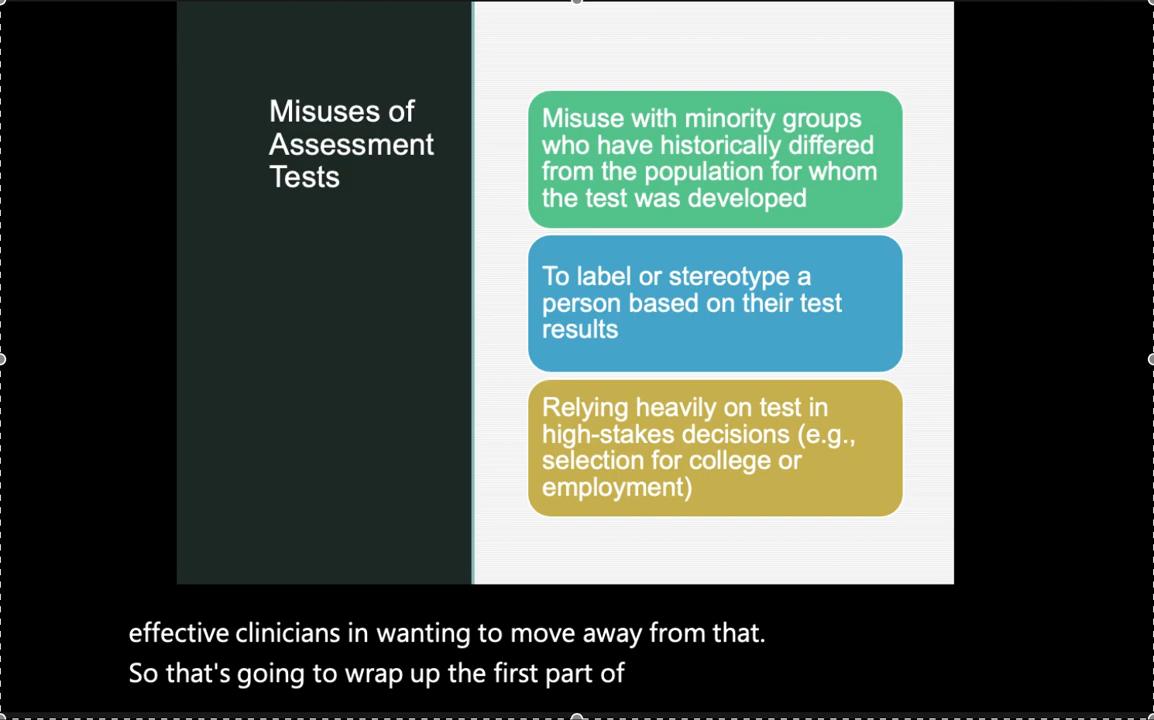 Misuses of
Assessment
Tests
Misuse with minority groups
who have historically differed
from the population for whom
the test was developed
To label or stereotype a
person based on their test
results
Relying heavily on test in
high-stakes decisions (e.g.,
selection for college or
employment)
effective clinicians in wanting to move away from that.
So that's going to wrap up the first part of